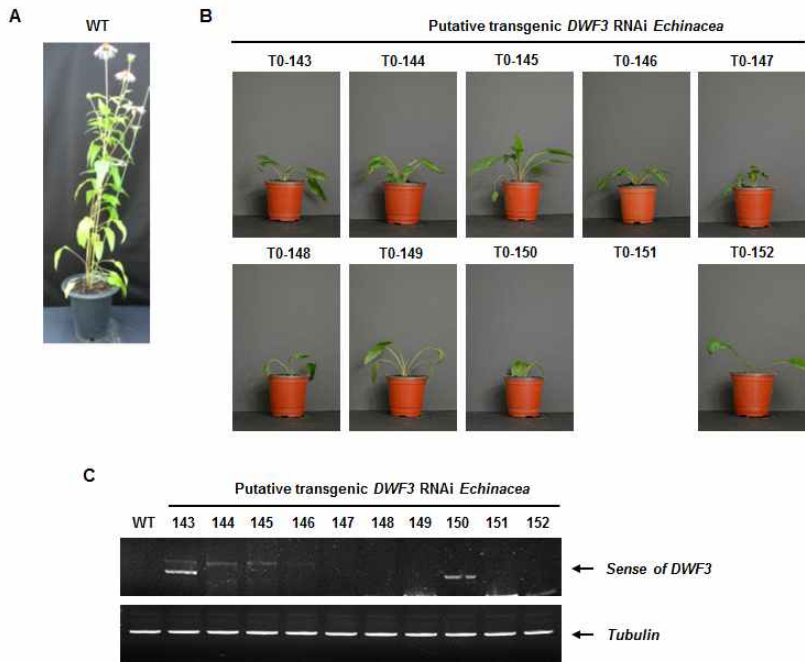 A
WT
B
Putative transgenic DWF3 RNAi Echinacea
T0-143 T0-144 T0-145 T0-146 T0-147
T0-148 T0-149 T0-150 T0-151 T0-152
C
Putative transgenic DWF3 RNAi Echinacea
WT 143 144 145 146 147 148 149 150 151 152
Sense of DWF3
Tubulin